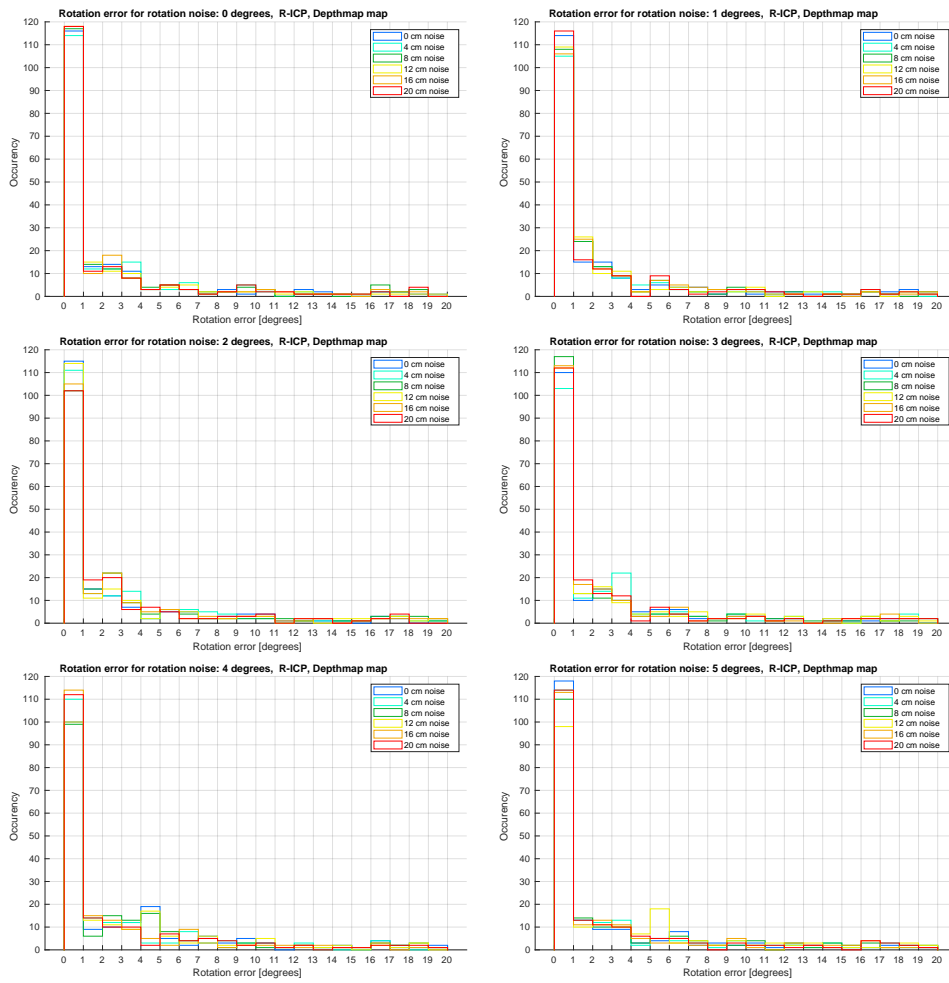 Rotation error for rotation noise: 0 degrees,  R-ICP, Depthmap map
120
110
100
90
80
70
60
50
40
30
20
10
0
Occurency
0 cm noise
4 cm noise
8 cm noise
12 cm noise
16 cm noise
20 cm noise
0 1 2 3 4 5 6 7 8 9 10 11 12 13 14 15 16 17 18 19 20
Rotation error [degrees]
Rotation error for rotation noise: 1 degrees,  R-ICP, Depthmap map
120
110
100
90
80
70
60
50
40
30
20
10
0
Occurency
0 cm noise
4 cm noise
8 cm noise
12 cm noise
16 cm noise
20 cm noise
0 1 2 3 4 5 6 7 8 9 10 11 12 13 14 15 16 17 18 19 20
Rotation error [degrees]
Rotation error for rotation noise: 2 degrees,  R-ICP, Depthmap map
120
110
100
90
80
70
60
50
40
30
20
10
0
Occurency
0 cm noise
4 cm noise
8 cm noise
12 cm noise
16 cm noise
20 cm noise
0 1 2 3 4 5 6 7 8 9 10 11 12 13 14 15 16 17 18 19 20
Rotation error [degrees]
Rotation error for rotation noise: 3 degrees,  R-ICP, Depthmap map
120
110
100
90
80
70
60
50
40
30
20
10
0
Occurency
0 cm noise
4 cm noise
8 cm noise
12 cm noise
16 cm noise
20 cm noise
0 1 2 3 4 5 6 7 8 9 10 11 12 13 14 15 16 17 18 19 20
Rotation error [degrees]
Rotation error for rotation noise: 4 degrees,  R-ICP, Depthmap map
120
110
100
90
80
70
60
50
40
30
20
10
0
Occurency
0 cm noise
4 cm noise
8 cm noise
12 cm noise
16 cm noise
20 cm noise
0 1 2 3 4 5 6 7 8 9 10 11 12 13 14 15 16 17 18 19 20
Rotation error [degrees]
Rotation error for rotation noise: 5 degrees,  R-ICP, Depthmap map
120
110
100
90
80
70
60
50
40
30
20
10
0
Occurency
0 cm noise
4 cm noise
8 cm noise
12 cm noise
16 cm noise
20 cm noise
0 1 2 3 4 5 6 7 8 9 10 11 12 13 14 15 16 17 18 19 20
Rotation error [degrees]